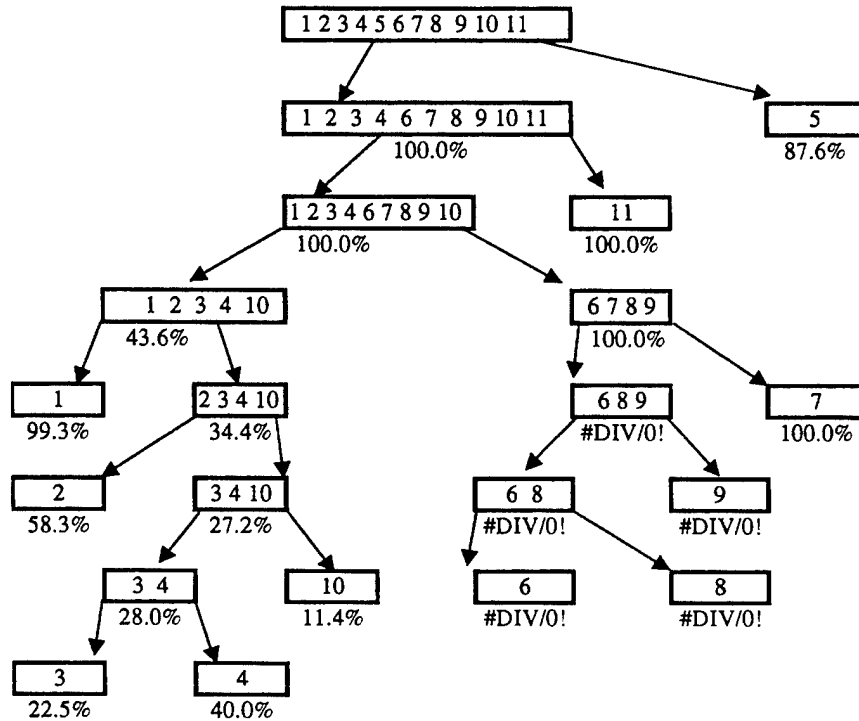 1 2 3 4 5 6 7 8 9 10 11
1 2 3 4 6 7 8 9 10 11
5
100.0%
87.6%
1 2 3 4 6 7 8 9 10
11
100.0%
100.0%
1 2 3 4 10
6 7 8 9
43.6%
100.0%
1
2 3 4 10
6 8 9
7
99.3%
34.4%
#DIV/0!
100.0%
2
3 4 10
6 8
9
58.3%
27.2%
#DIV/0!
#DIV/0!
3 4
10
6
8
28.0%
11.4%
#DIV/0!
#DIV/0!
3
4
22.5%
40.0%